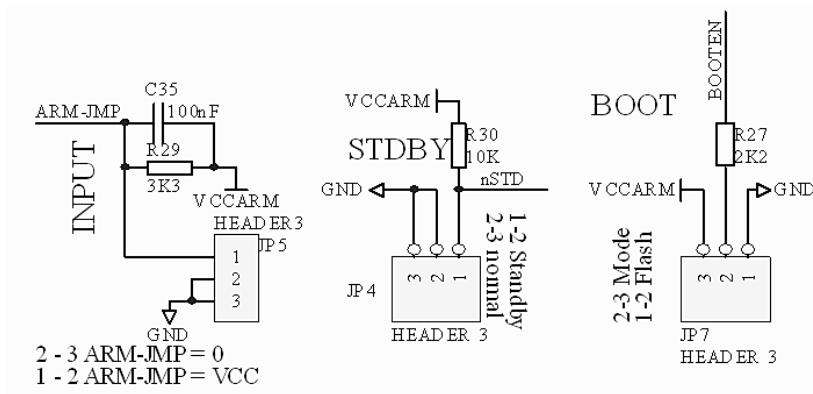 C35
100nF
ARM-JMP
R29
3K3
VCCARM
INPUT
HEADER3
JP5
1
2
3
GND
2 - 3 ARM-JMP = 0
1 - 2 ARM-JMP = VCC
VCCARM
R30
10K
STDBY
nSTD
GND
3
2
1
JP4
HEADER 3
1-2 Standby
2-3 nomal
BOOTEN
BOOT
R27
2K2
VCCARM
GND
3
2
1
2-3 Mode
1-2 Flash
JP7
HEADER 3